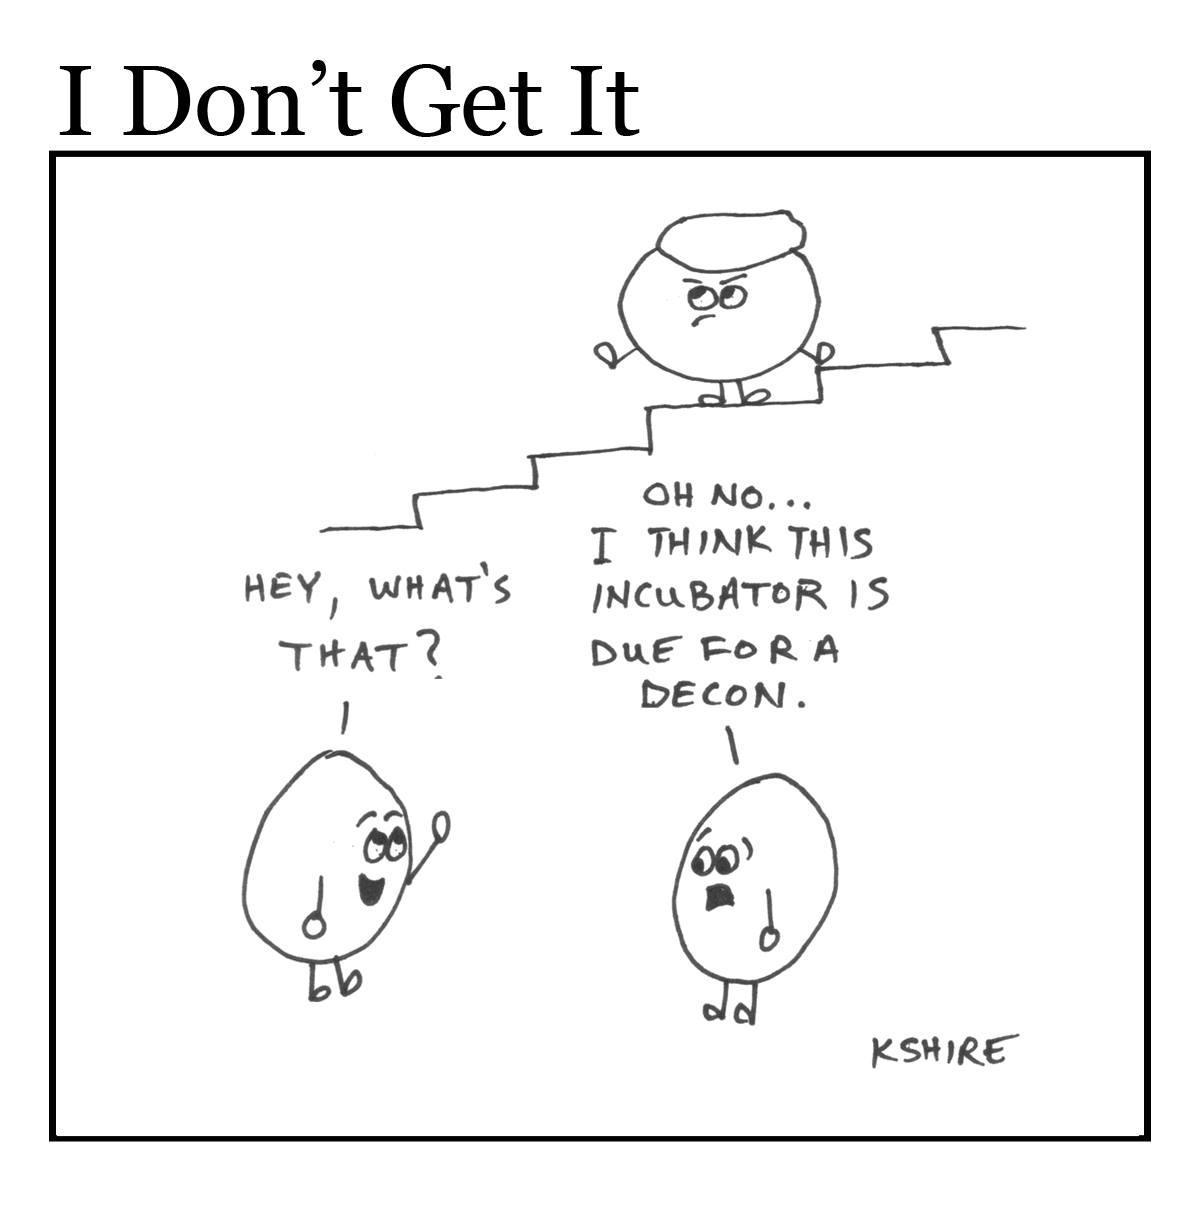 I Don’t Get It
HEY, WHAT'S
THAT?
OH NO...
I THINK THIS
INCUBATOR IS
DUE FOR A
DECON.
KSHIRE